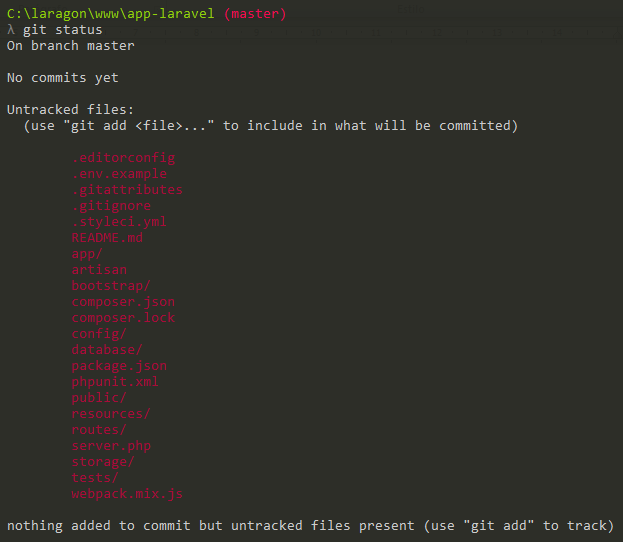 C:\laragon\www\app-laravel (master)
λ git status
On branch master
No commits yet
Untracked files:
(use "git add <file>..." to include in what will be committed)
.editorconfig
.env.example
.gitattributes
.gitignore
.styleci.yml
README.md
app/
artisan
bootstrap/
composer.json
composer.lock
config/
database/
package.json
phpunit.xml
public/
resources/
routes/
server.php
storage/
tests/
webpack.mix.js
nothing added to commit but untracked files present (use "git add" to track)